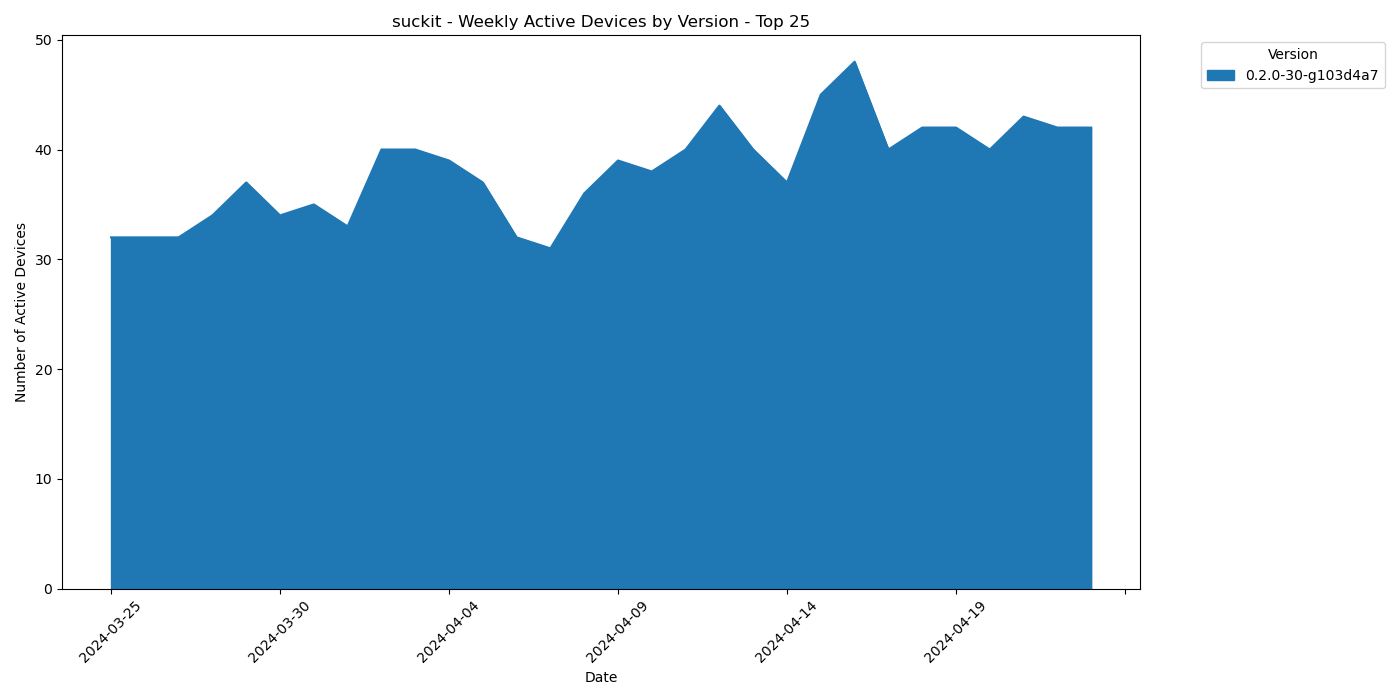 suckit - Weekly Active Devices by Version - Top 25
Version
0.2.0-30-g103d4a7
Number of Active Devices
50
40
30
20
10
0
2024-03-25
2024-03-30
2024-04-04
2024-04-09
2024-04-14
2024-04-19
Date